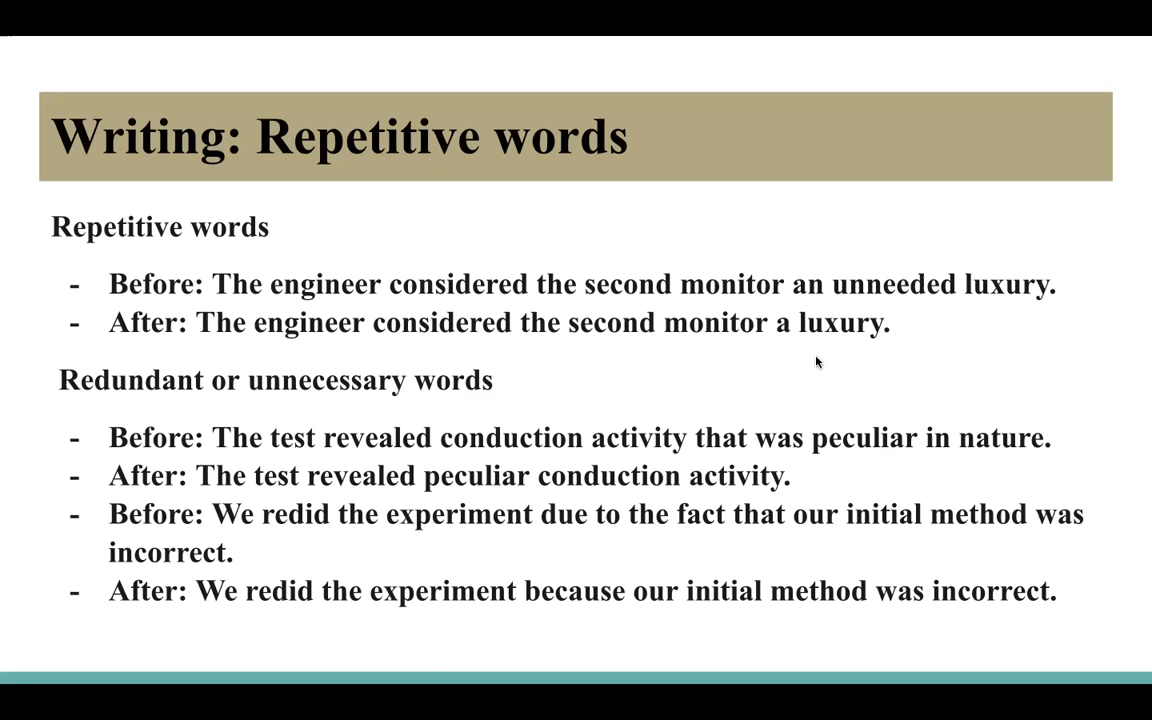 Writing: Repetitive words
Repetitive words
- Before: The engineer considered the second monitor an unneeded luxury.
- After: The engineer considered the second monitor a luxury.
Redundant or unnecessary words
- Before: The test revealed conduction activity that was peculiar in nature.
- After: The test revealed peculiar conduction activity.
- Before: We redid the experiment due to the fact that our initial method was
incorrect.
- After: We redid the experiment because our initial method was incorrect.